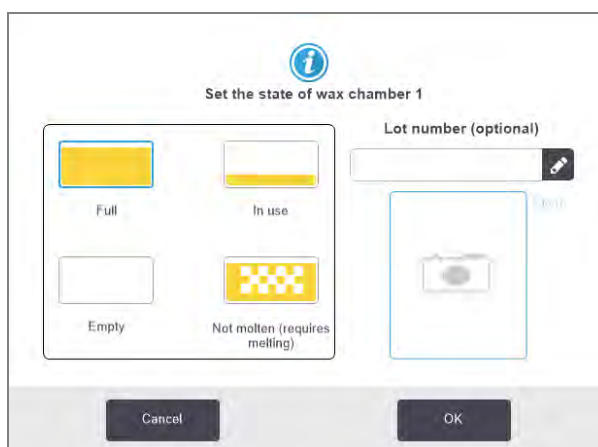 Set the state of wax chamber 1
Lot number (optional)
Full
In use
Empty
Not molten (requires
melting)
Cancel
OK